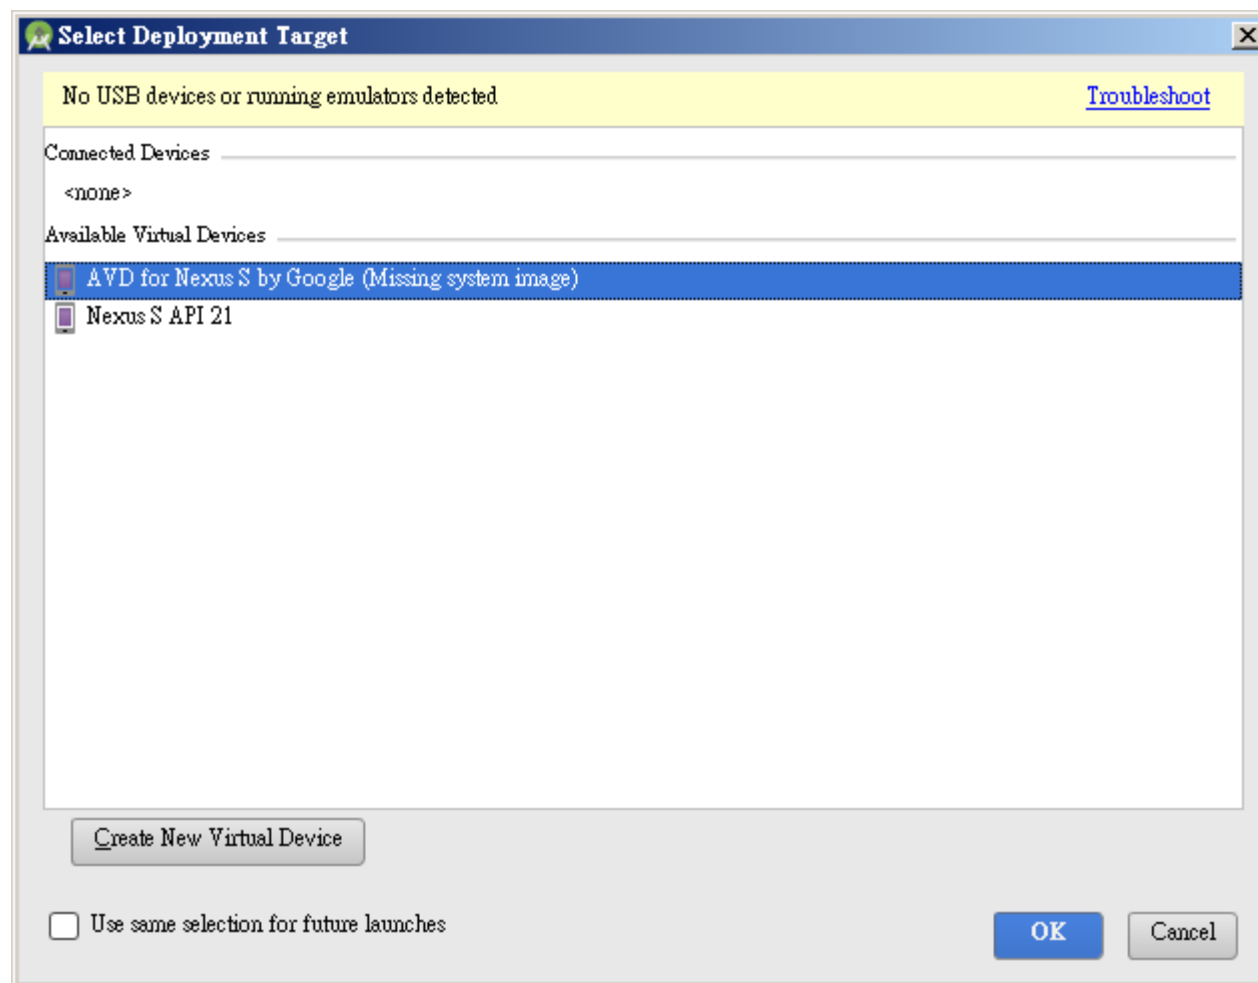 Select Deployment Target
No USB devices or running emulators detected Troubleshoot
Connected Devices
<none>
Available Virtual Devices
AVD for Nexus S by Google (Missing system image)
Nexus S API 21
Create New Virtual Device
Use same selection for future launches
OK Cancel